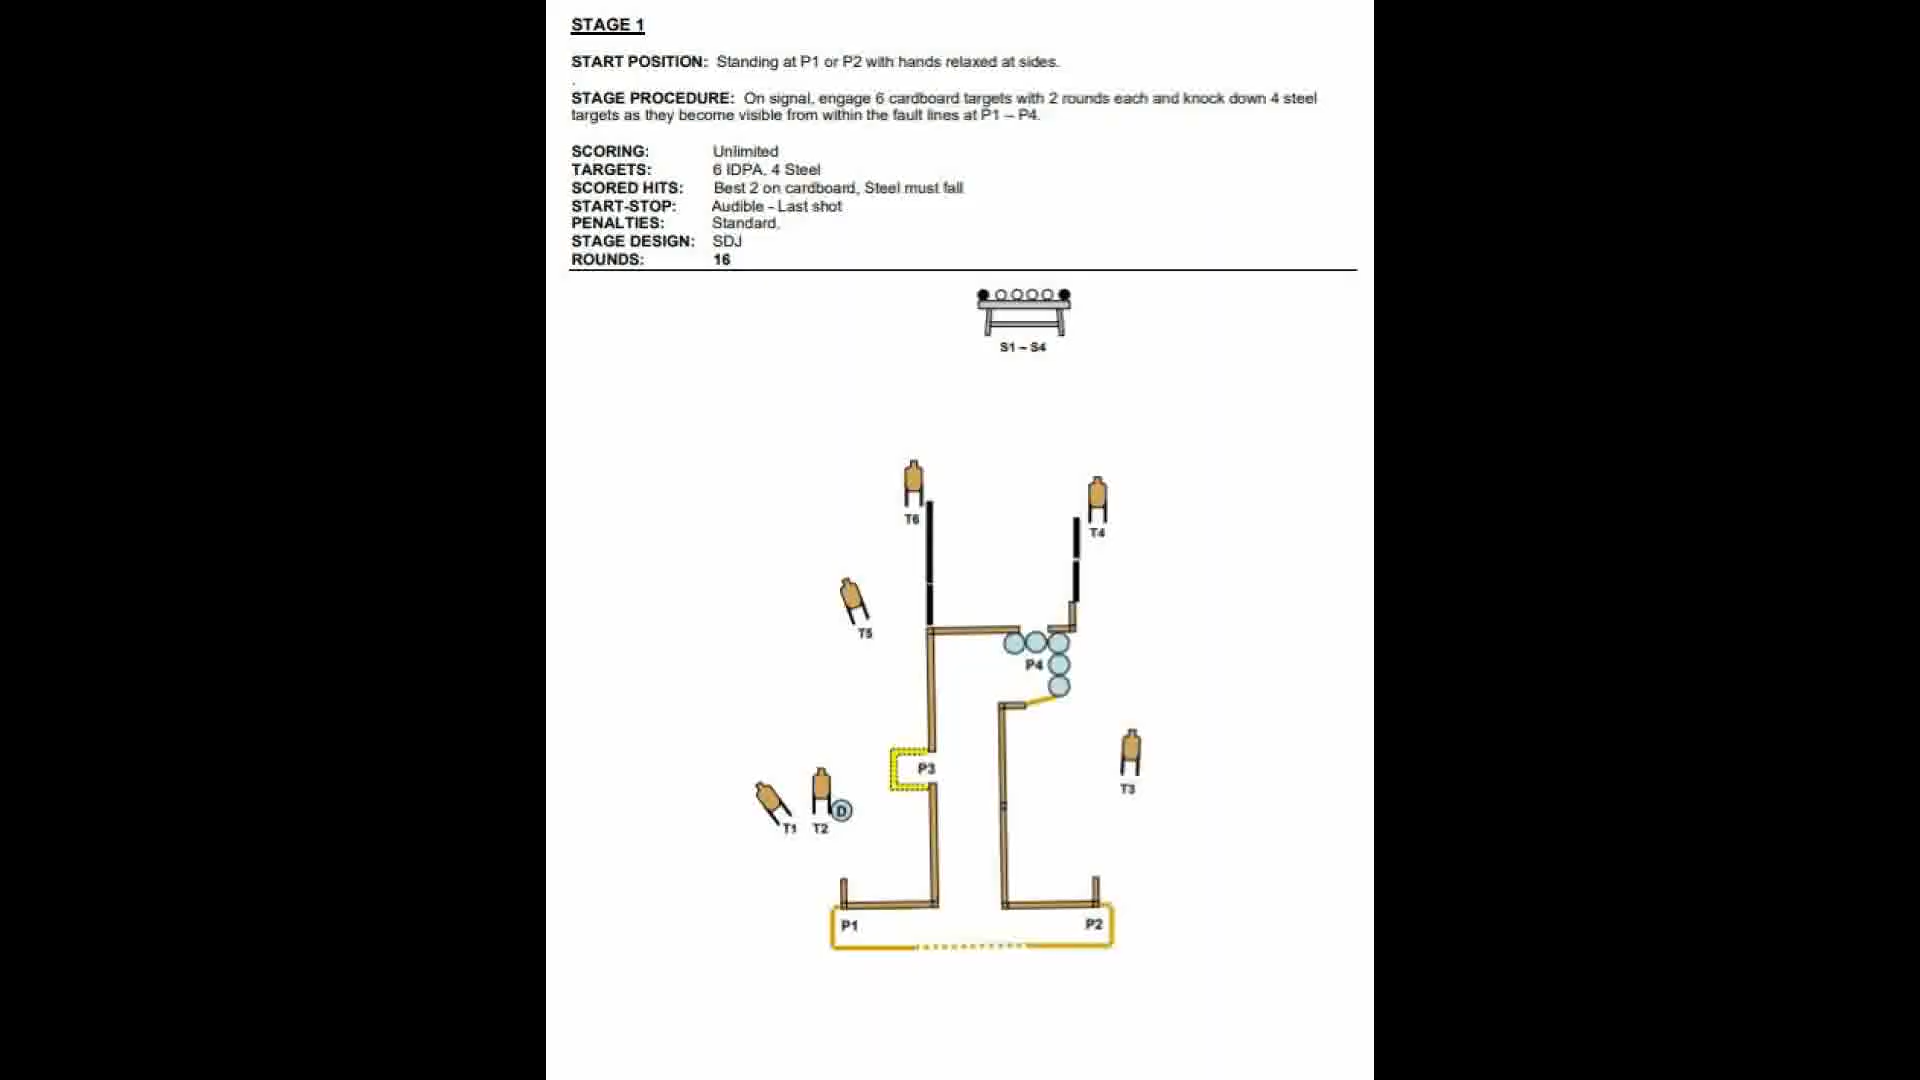 STAGE 1
START POSITION: Standing at P1 or P2 with hands relaxed at sides.
.
STAGE PROCEDURE: On signal, engage 6 cardboard targets with 2 rounds each and knock down 4 steel
targets as they become visible from within the fault lines at P1 – P4.
SCORING: Unlimited
TARGETS: 6 IDPA, 4 Steel
SCORED HITS: Best 2 on cardboard, Steel must fall
START-STOP: Audible - Last shot
PENALTIES: Standard.
STAGE DESIGN: SDJ
ROUNDS: 16
S1 – S4
T6
T4
T5
P4
P3
T3
D
T1 T2
P1
P2